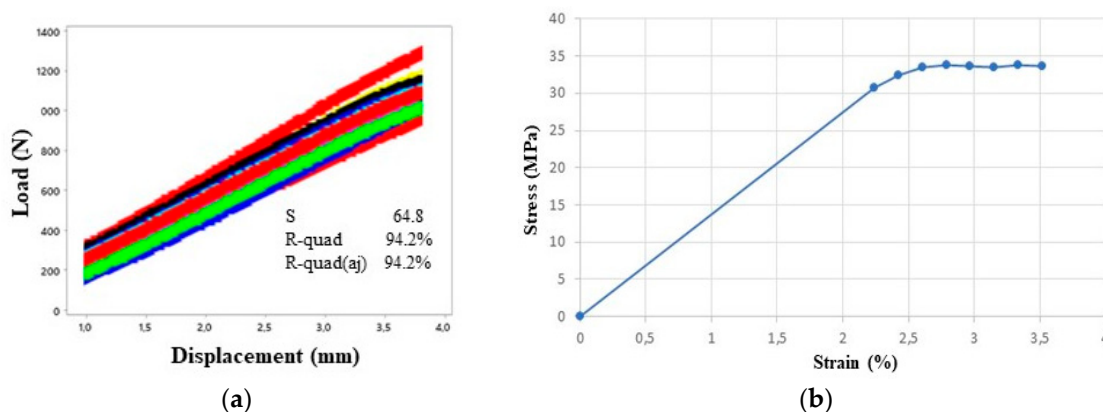 1400
1200
000
800
600
400
200
0
Load (N)
S 64.8
R-quad 94.2%
R-quad(aj) 94.2%
1,0 1,5 2,0 2,5 3,0 3,5 4,0
Displacement (mm)
(a)
40
35
30
25
20
15
10
5
0
Stress (MPa)
0 0,5 1 1,5 2 2,5 3 3,5 4
Strain (%)
(b)